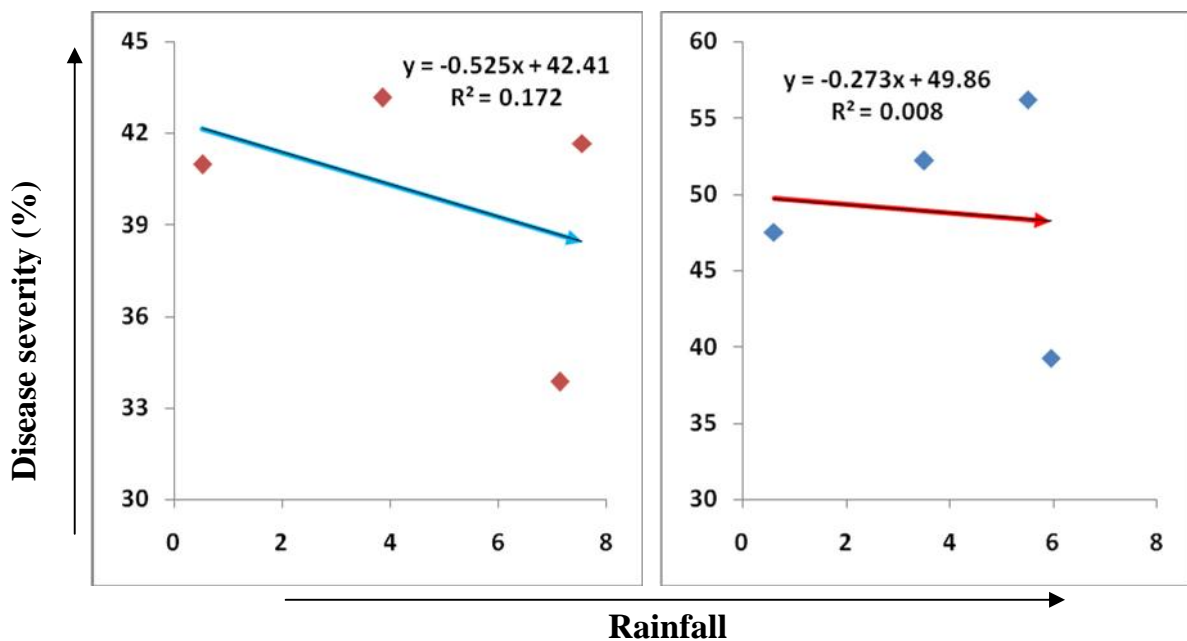 Disease severity (%)
45
42
39
36
33
30
0 2 4 6 8
y = -0.525x + 42.41
R² = 0.172
60
55
50
45
40
35
30
0 2 4 6 8
y = -0.273x + 49.86
R² = 0.008
Rainfall